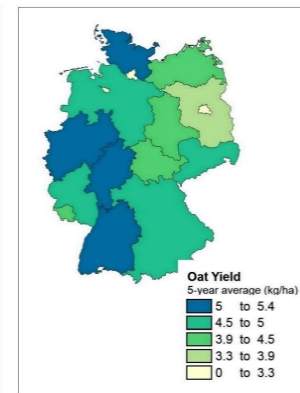 Oat Yield
5-year average (kg/ha)
5 to 5.4
4.5 to 5
3.9 to 4.5
3.3 to 3.9
0 to 3.3